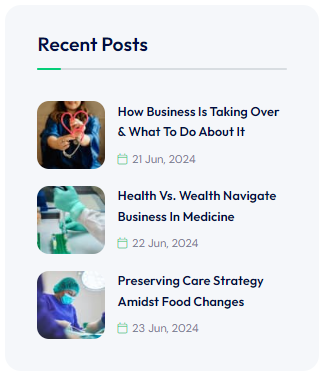 Recent Posts
How Business Is Taking Over
& What To Do About It
21 Jun, 2024
Health Vs. Wealth Navigate
Business In Medicine
22 Jun, 2024
Preserving Care Strategy
Amidst Food Changes
23 Jun, 2024